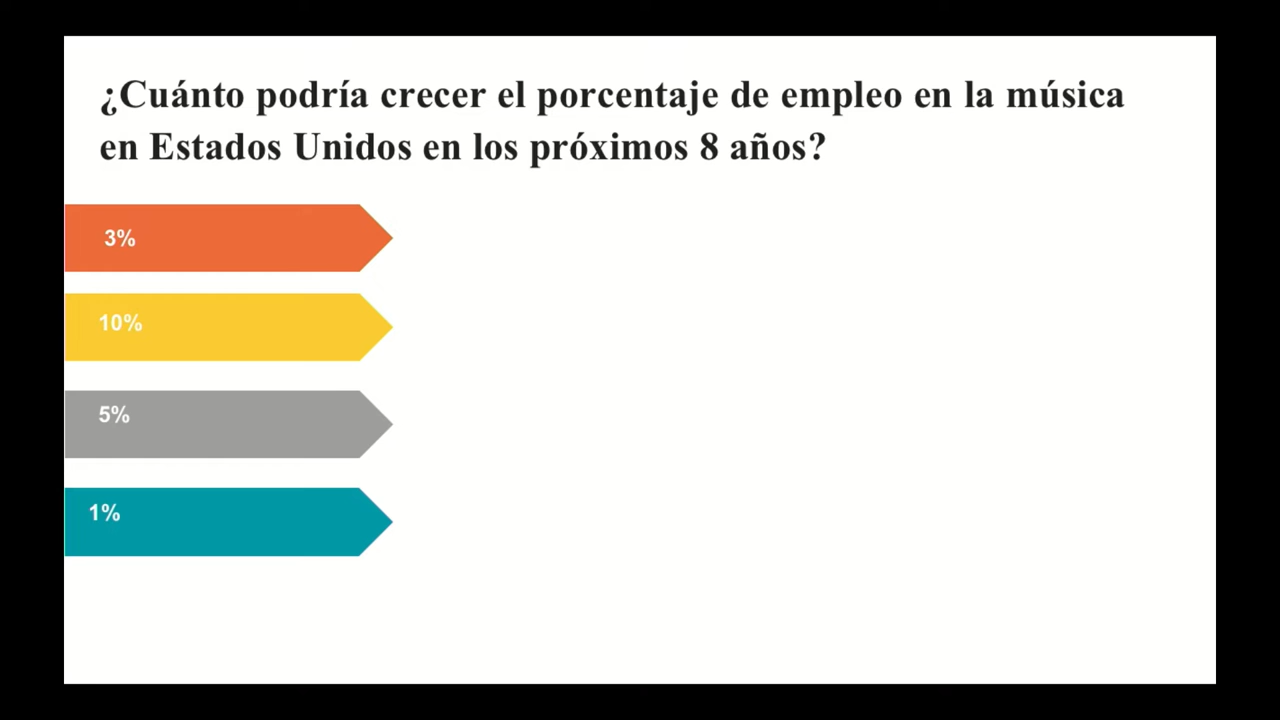 ¿Cuánto podría crecer el porcentaje de empleo en la música
en Estados Unidos en los próximos 8 años?
3%
10%
5%
1%